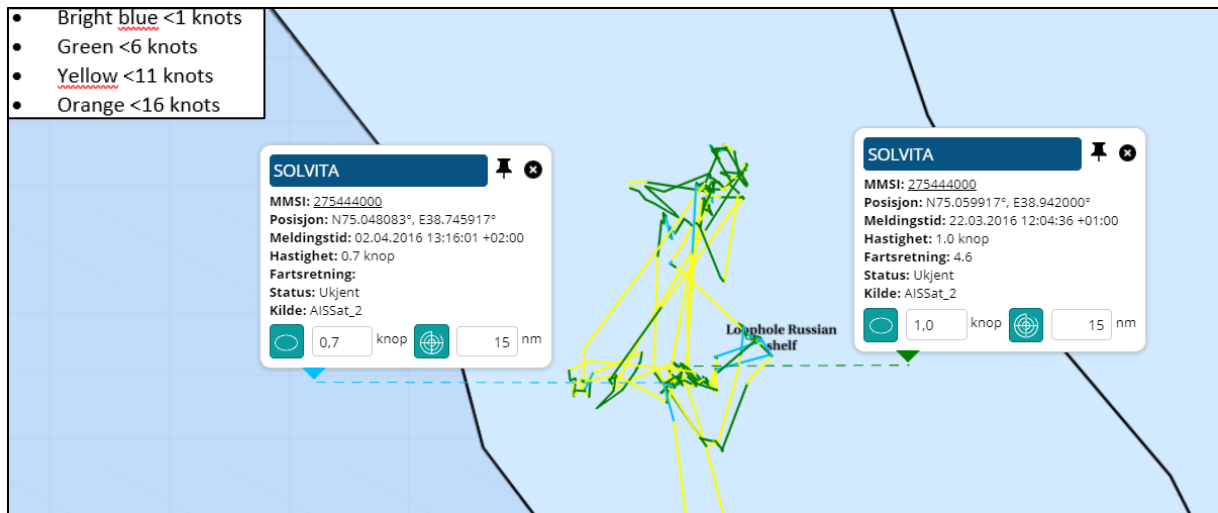 • Bright blue <1 knots
• Green <6 knots
• Yellow <11 knots
• Orange <16 knots
SOLVITA
MMSI: 275444000
Posisjon: N75.048083°, E38.745917°
Meldingstid: 02.04.2016 13:16:01 +02:00
Hastighet: 0.7 knop
Fartsretning:
Status: Ukjent
Kilde: AISSat_2
0,7 knop 15 nm
Loophole Russian
shelf
SOLVITA
MMSI: 275444000
Posisjon: N75.059917°, E38.942000°
Meldingstid: 22.03.2016 12:04:36 +01:00
Hastighet: 1.0 knop
Fartsretning: 4.6
Status: Ukjent
Kilde: AISSat_2
1,0 knop 15 nm